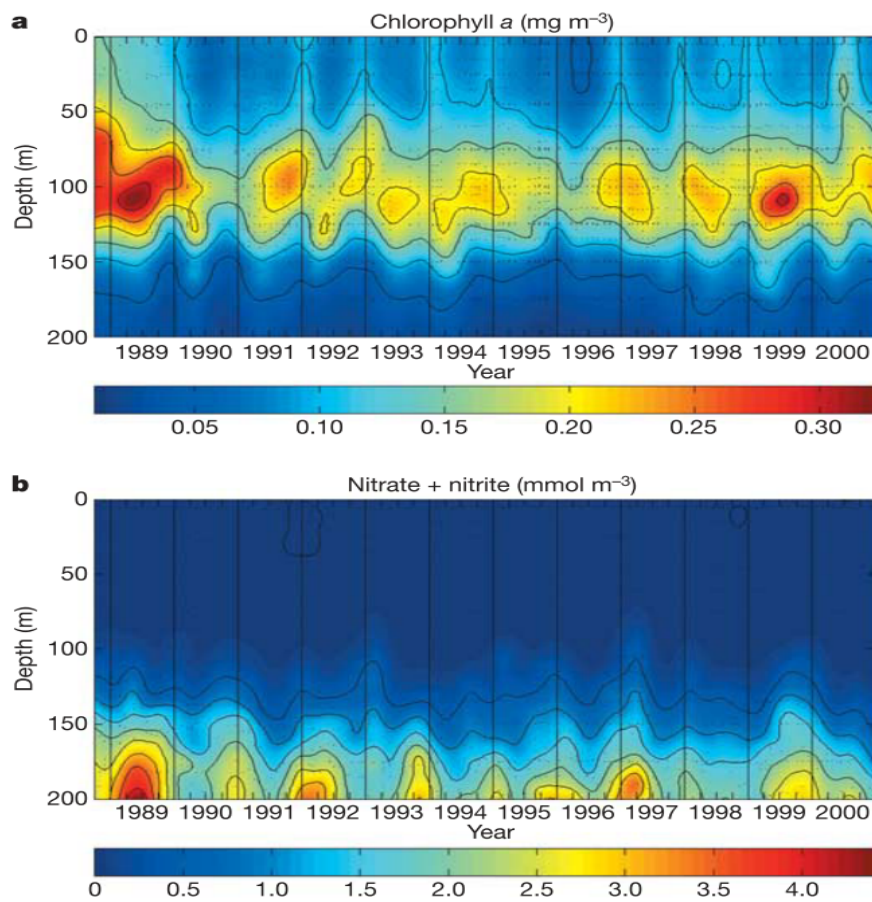 a
Chlorophyll a (mg m⁻³)
0
50
100
150
200
Depth (m)
1989 1990 1991 1992 1993 1994 1995 1996 1997 1998 1999 2000
Year
0.05 0.10 0.15 0.20 0.25 0.30
b
Nitrate + nitrite (mmol m⁻³)
0
50
100
150
200
Depth (m)
1989 1990 1991 1992 1993 1994 1995 1996 1997 1998 1999 2000
Year
0 0.5 1.0 1.5 2.0 2.5 3.0 3.5 4.0